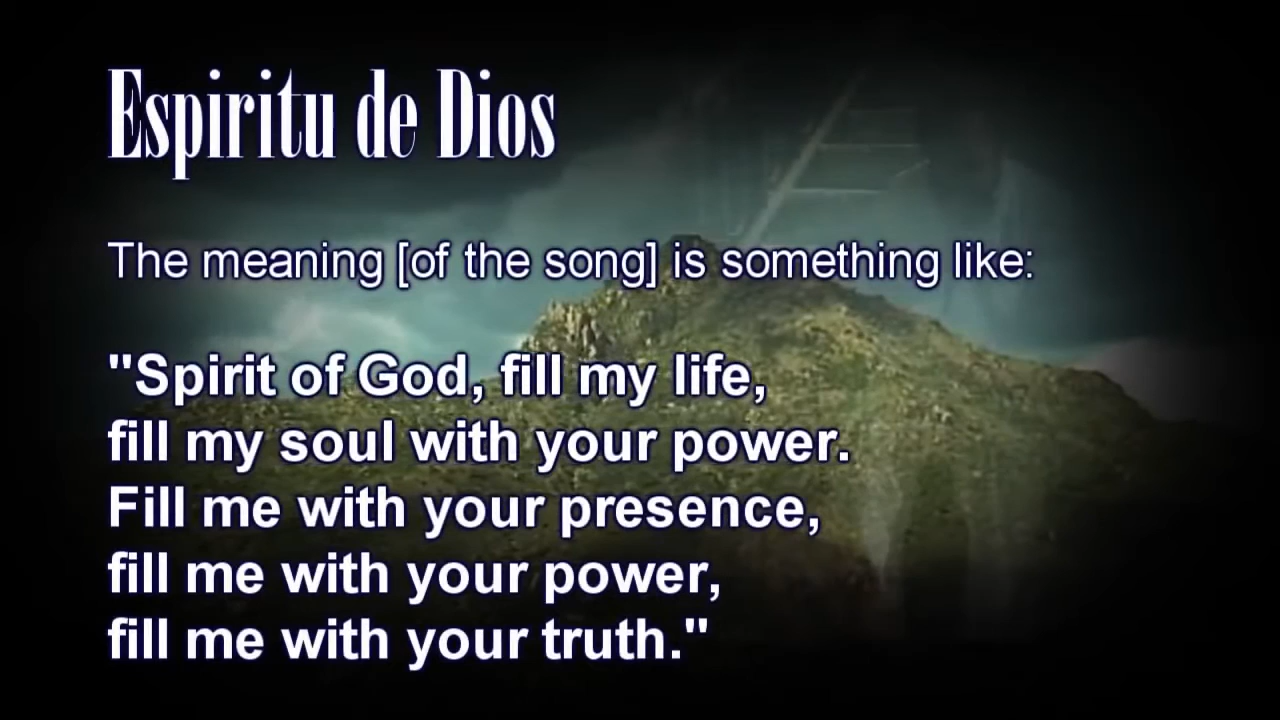 Espiritu de Dios
The meaning [of the song] is something like:
"Spirit of God, fill my life,
fill my soul with your power.
Fill me with your presence,
fill me with your power,
fill me with your truth."